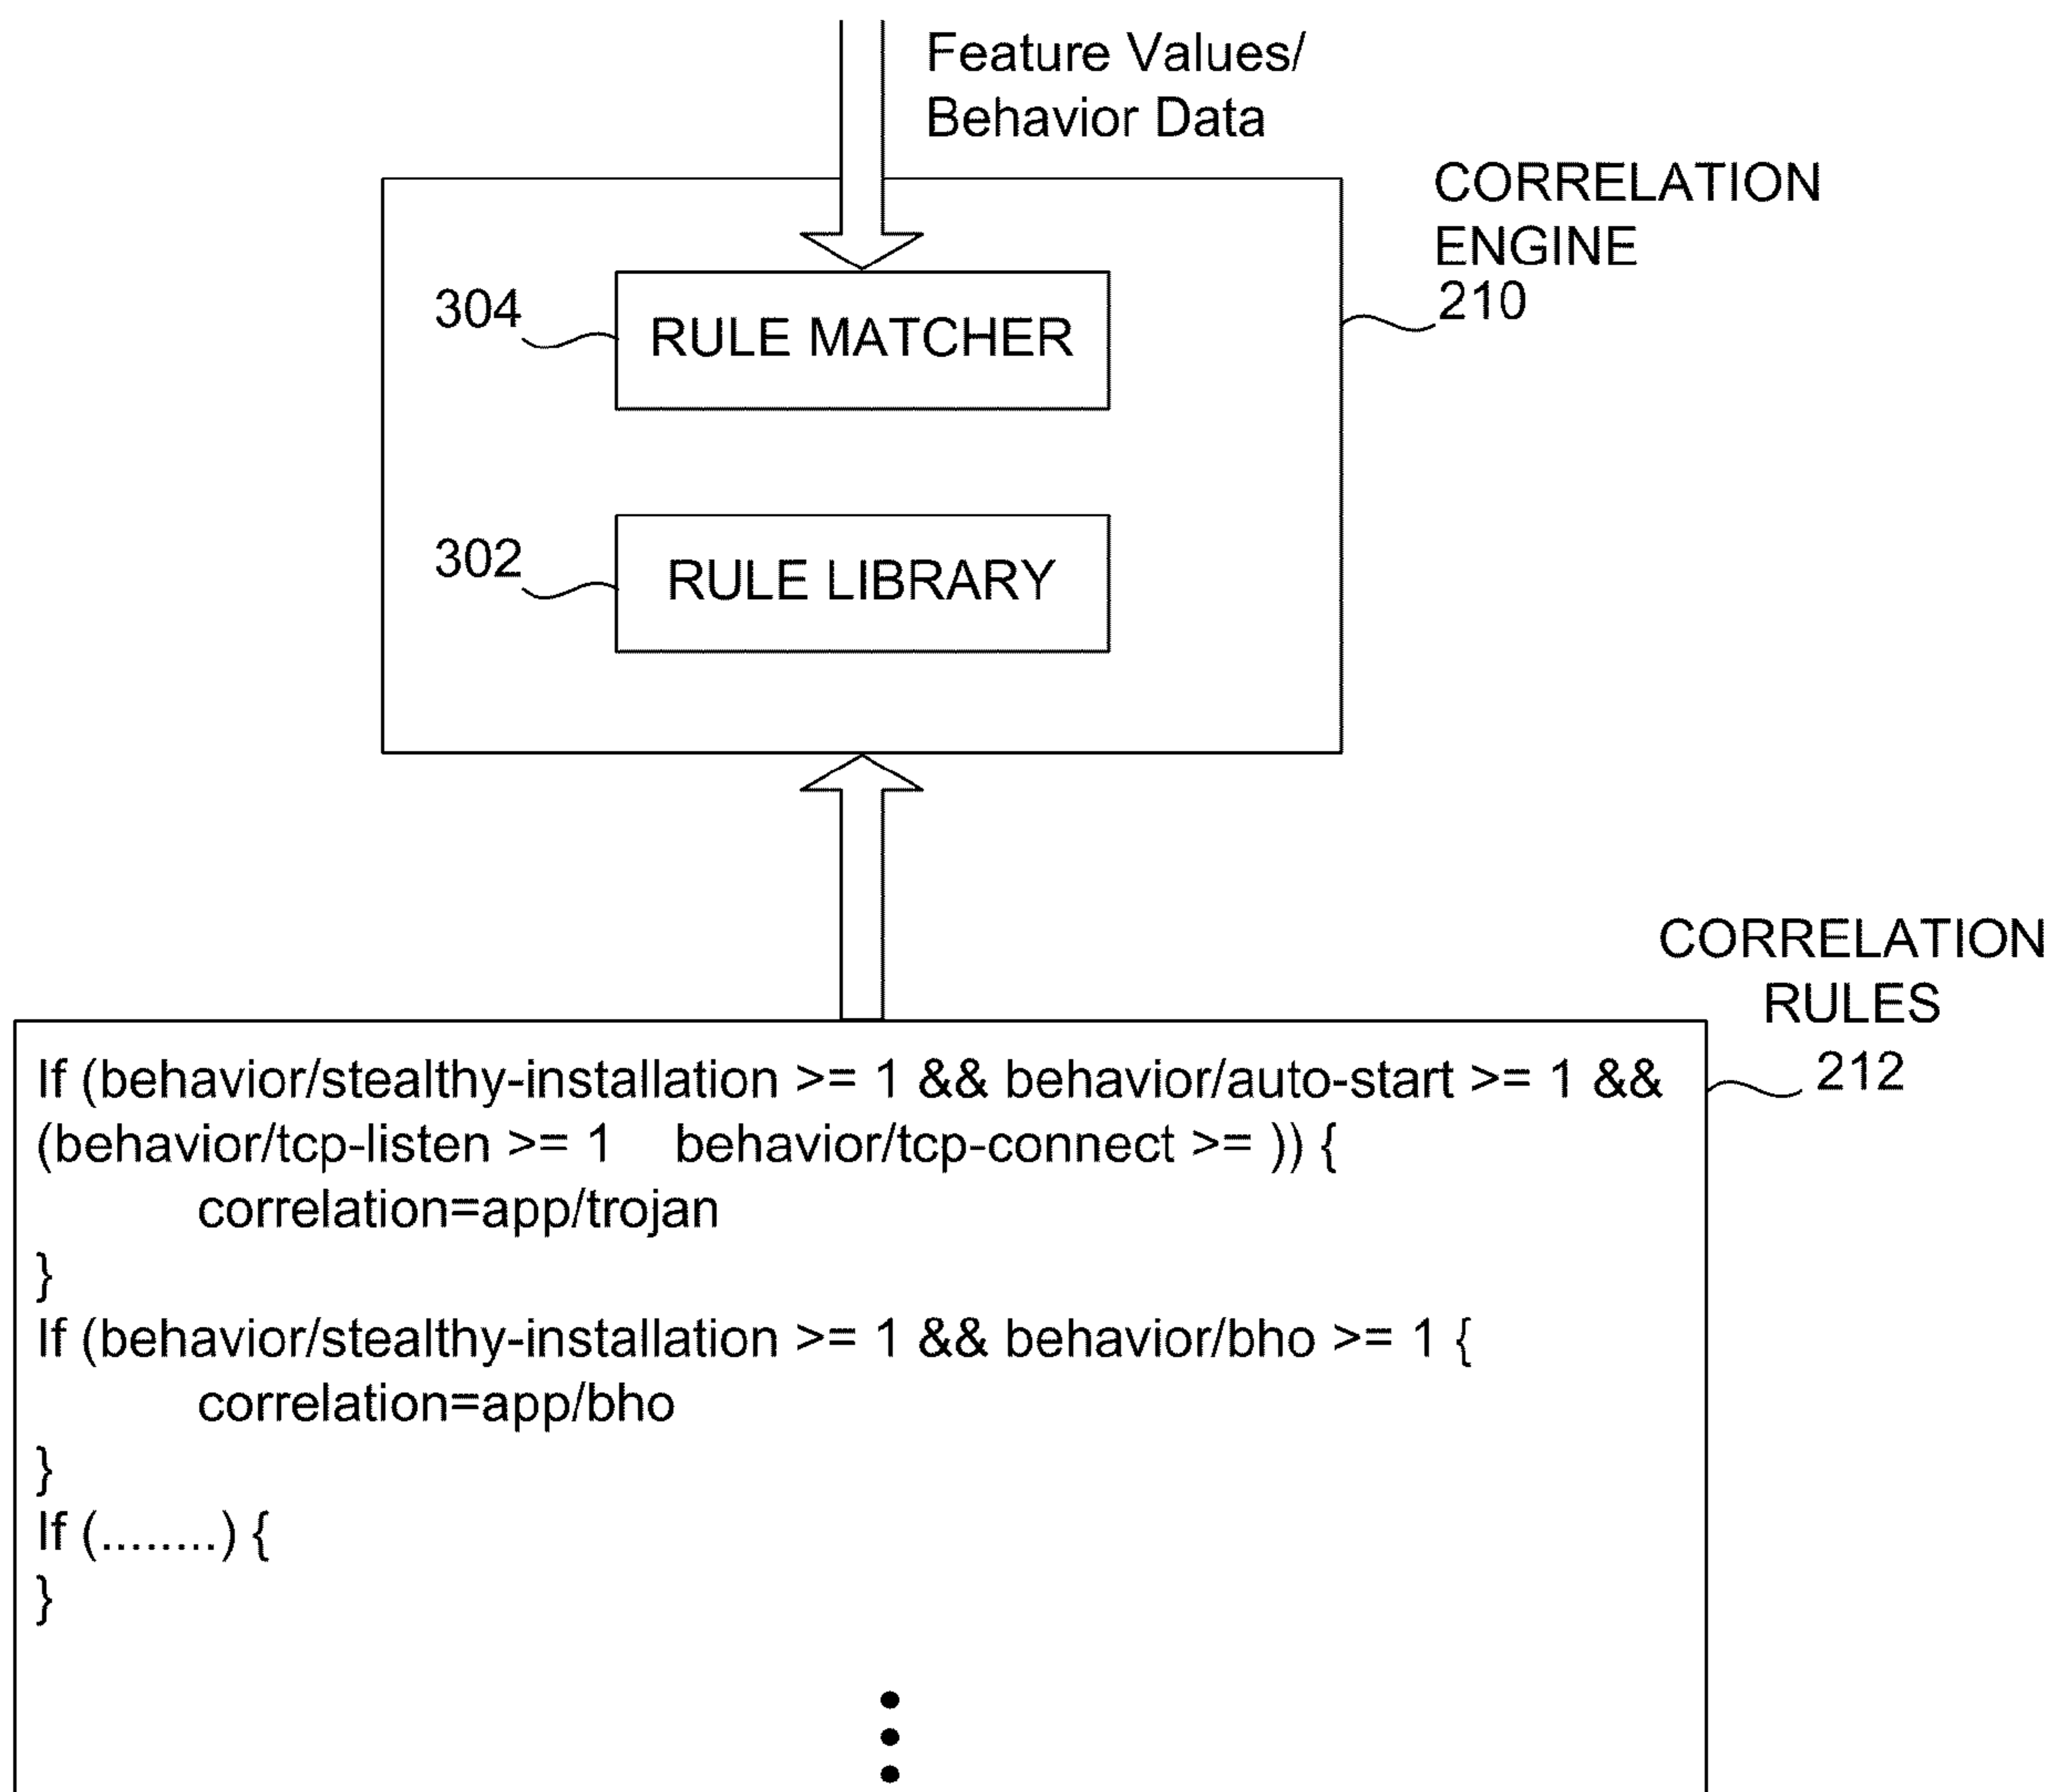 Feature Values/
Behavior Data
CORRELATION
ENGINE
210
304
RULE MATCHER
302
RULE LIBRARY
CORRELATION
RULES
212
If (behavior/stealthy-installation >= 1 && behavior/auto-start >= 1 &&
(behavior/tcp-listen >= 1 behavior/tcp-connect >= )) {
correlation=app/trojan
}
If (behavior/stealthy-installation >= 1 && behavior/bho >= 1 {
correlation=app/bho
}
If (........) {
}